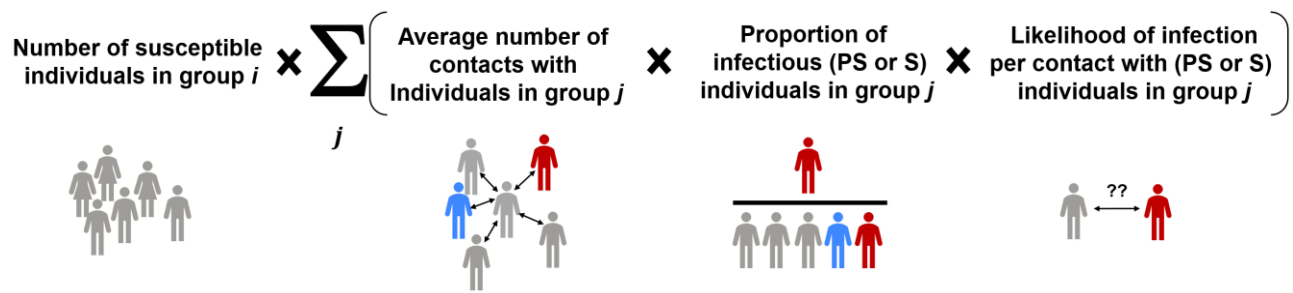 Number of susceptible
individuals in group i
×
∑
j
Average number of
contacts with
Individuals in group j
×
Proportion of
infectious (PS or S)
individuals in group j
×
Likelihood of infection
per contact with (PS or S)
individuals in group j
??